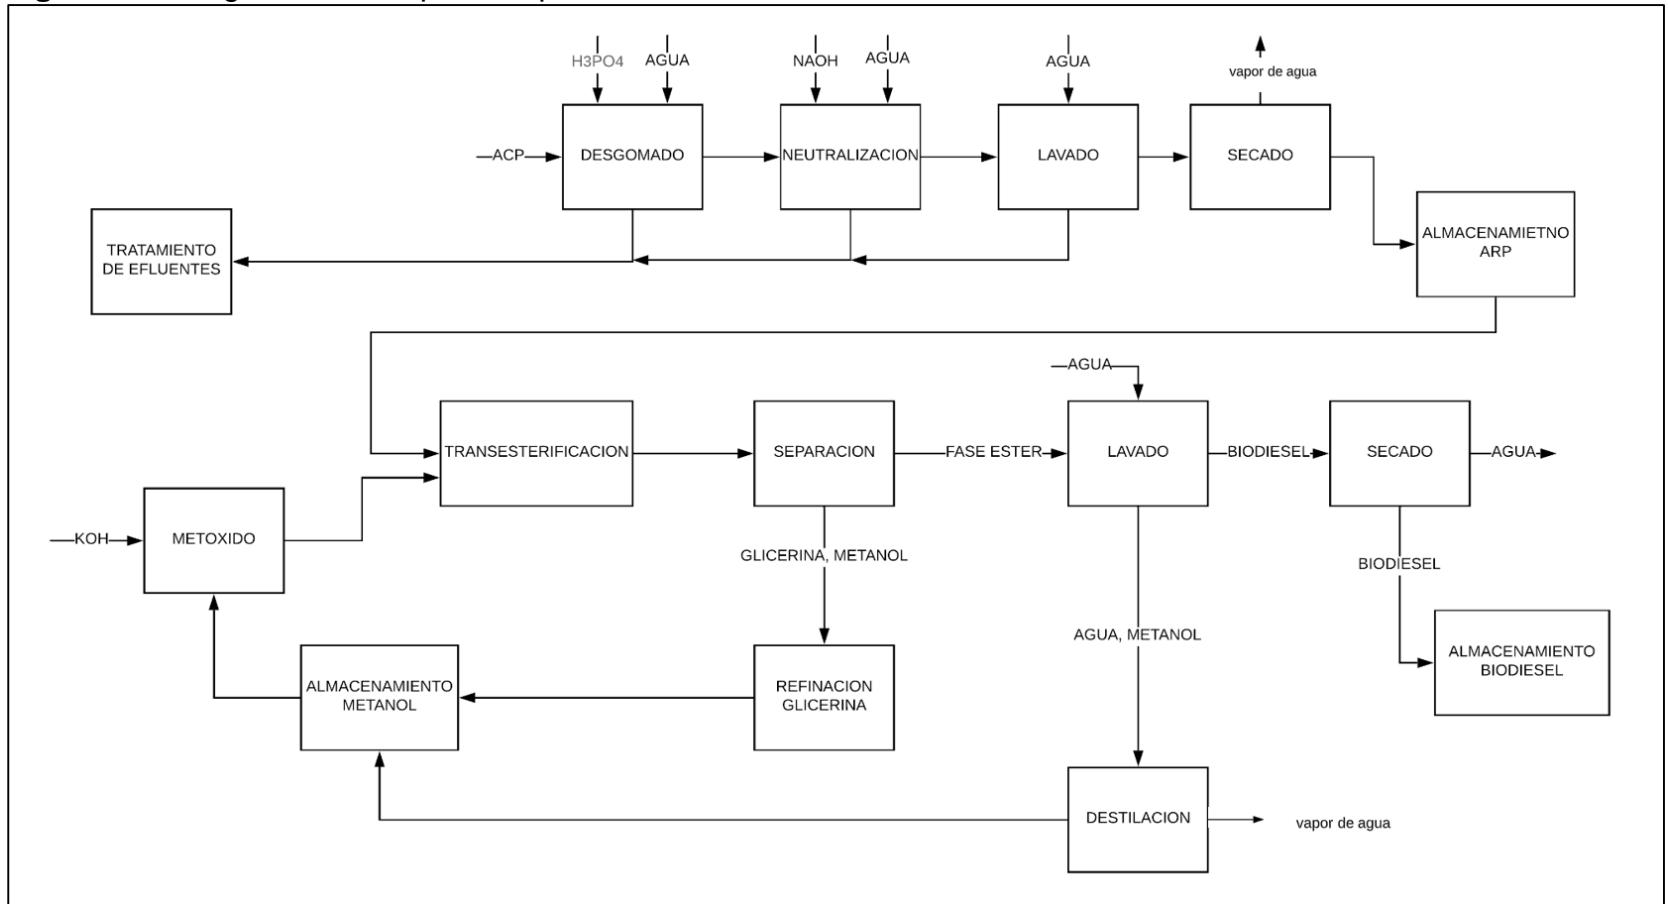 H3PO4
AGUA
NAOH
AGUA
AGUA
vapor de agua
ACP
DESGOMADO
NEUTRALIZACION
LAVADO
SECADO
TRATAMIENTO
DE EFLUENTES
ALMACENAMIETNO
ARP
AGUA
TRANSESTERIFICACION
SEPARACION
FASE ESTER
LAVADO
BIODIESEL
SECADO
AGUA
KOH
METOXIDO
GLICERINA, METANOL
BIODIESEL
AGUA, METANOL
ALMACENAMIENTO
METANOL
REFINACION
GLICERINA
ALMACENAMIENTO
BIODIESEL
DESTILACION
vapor de agua